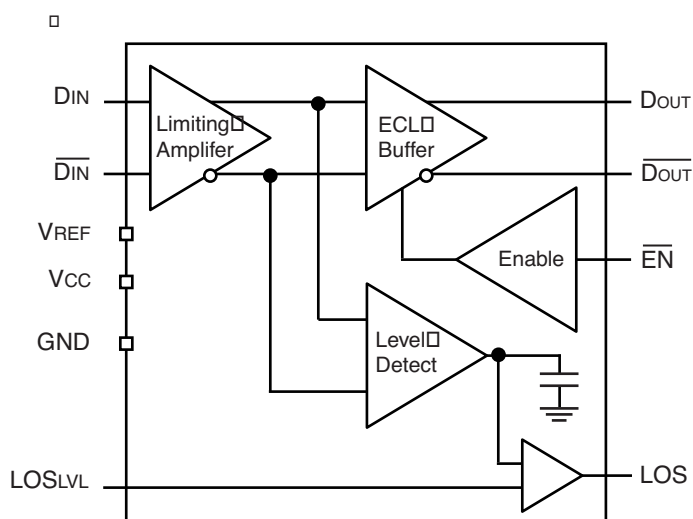 DIN
DOUT
Limiting
Amplifer
ECL
Buffer
DIN
DOUT
VREF
Enable
EN
VCC
GND
Level
Detect
LOSLVL
LOS